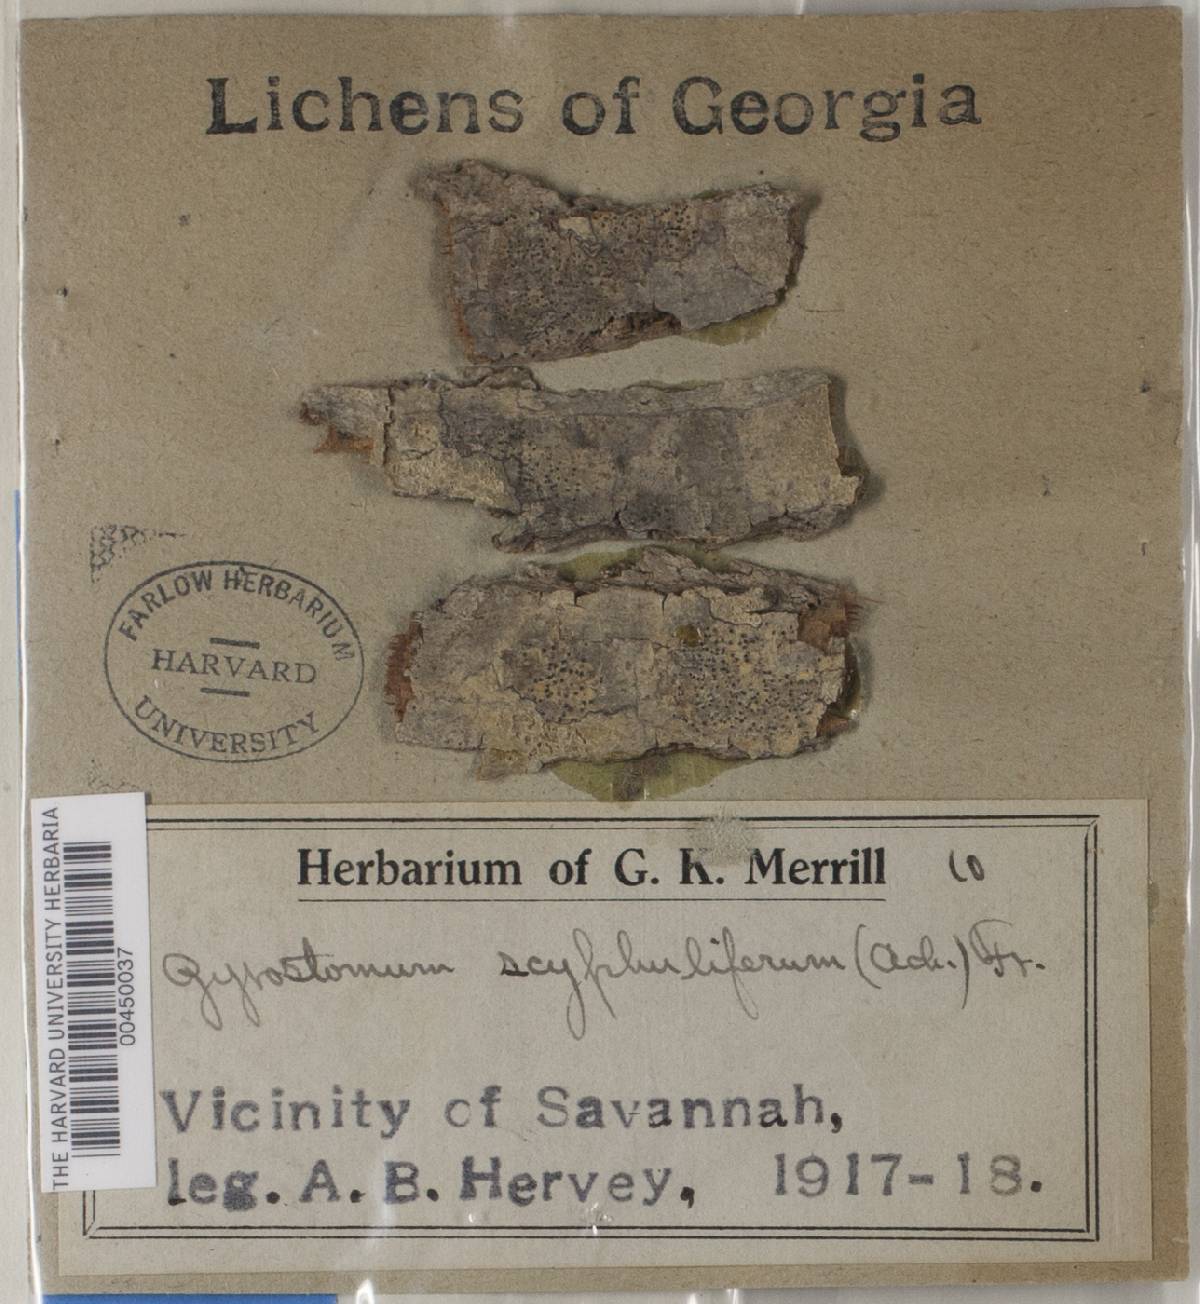 Lichens of Georgia
FARLOW HERBARIUM
HARVARD
UNIVERSITY
THE HARVARD UNIVERSITY HERBARIA
00450037
Herbarium of G. K. Merrill 10
Gyrostomum scyphuliferum (Ach.) Fr.
Vicinity of Savannah,
leg. A. B. Hervey, 1917-18.